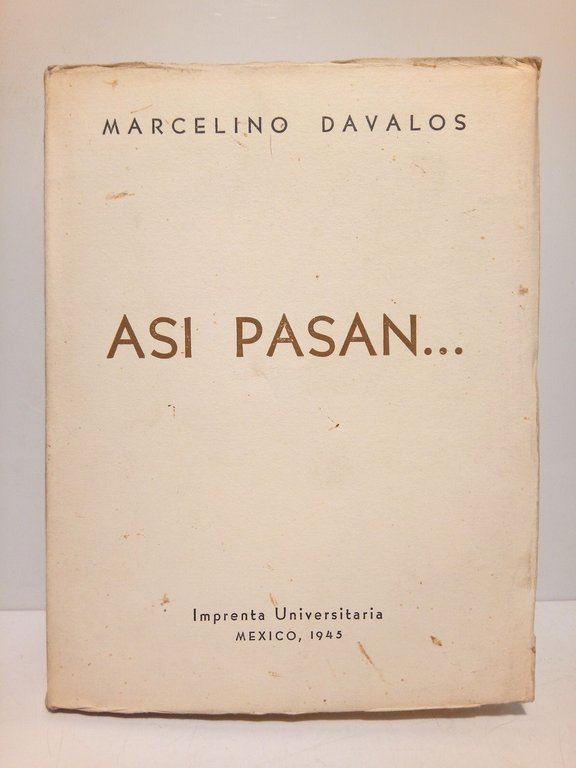 MARCELINO DAVALOS
ASI PASAN...
Imprenta Universitaria
MEXICO, 1945